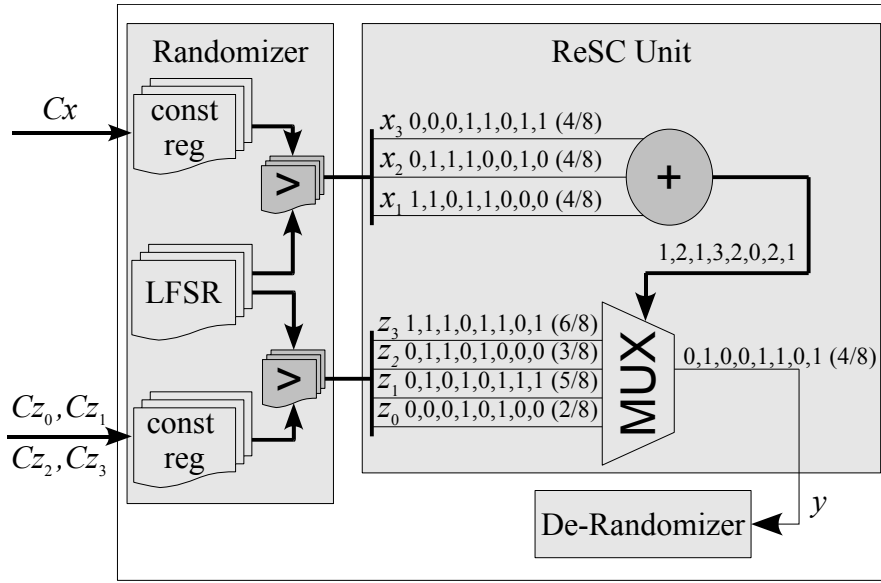 Randomizer
ReSC Unit
Cx
const
reg
>
LFSR
>
Cz₀,Cz₁
Cz₂,Cz₃
const
reg
x₃ 0,0,0,1,1,0,1,1 (4/8)
x₂ 0,1,1,1,0,0,1,0 (4/8)
x₁ 1,1,0,1,1,0,0,0 (4/8)
+
1,2,1,3,2,0,2,1
z₃ 1,1,1,0,1,1,0,1 (6/8)
z₂ 0,1,1,0,1,0,0,0 (3/8)
z₁ 0,1,0,1,0,1,1,1 (5/8)
z₀ 0,0,0,1,0,1,0,0 (2/8)
MUX
0,1,0,0,1,1,0,1 (4/8)
De-Randomizer
y